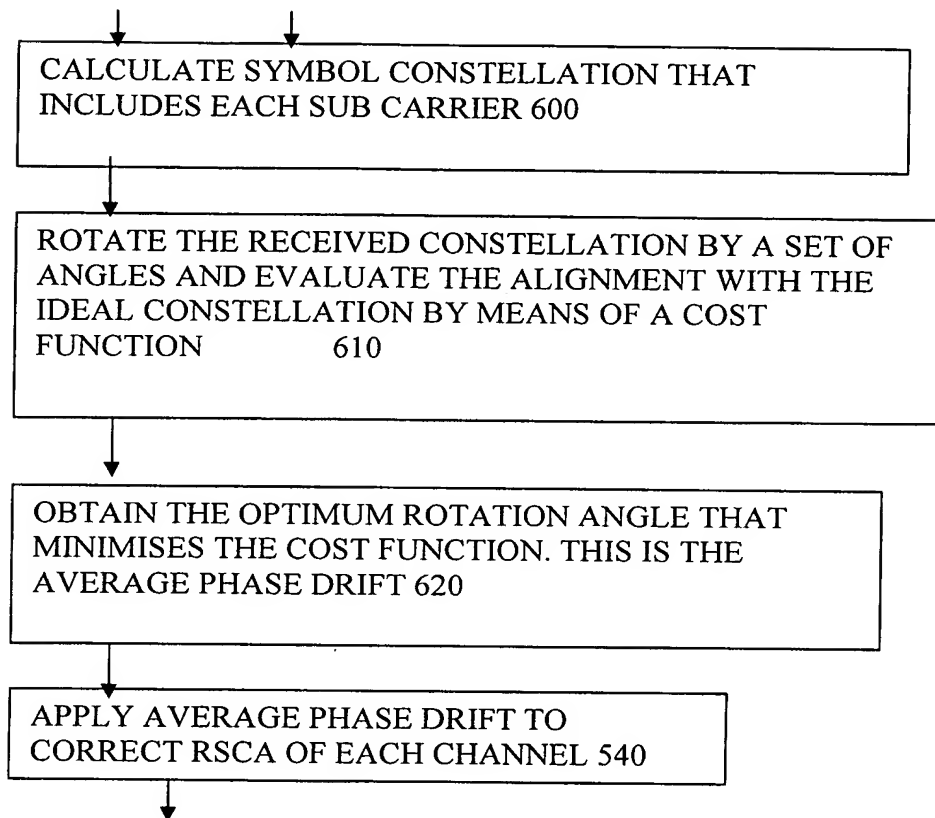 CALCULATE SYMBOL CONSTELLATION THAT
INCLUDES EACH SUB CARRIER 600
ROTATE THE RECEIVED CONSTELLATION BY A SET OF
ANGLES AND EVALUATE THE ALIGNMENT WITH THE
IDEAL CONSTELLATION BY MEANS OF A COST
FUNCTION 610
OBTAIN THE OPTIMUM ROTATION ANGLE THAT
MINIMISES THE COST FUNCTION. THIS IS THE
AVERAGE PHASE DRIFT 620
APPLY AVERAGE PHASE DRIFT TO
CORRECT RSCA OF EACH CHANNEL 540